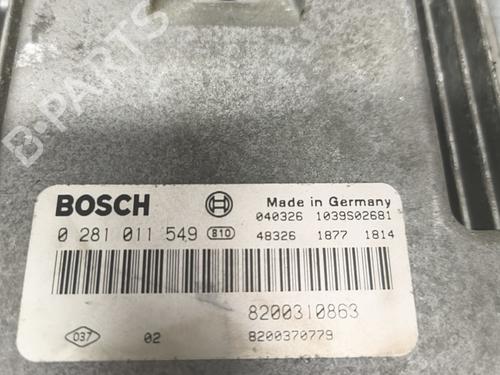 B-PARTS
BOSCH
Made in Germany
040326 1039S02681
0 281 011 549 810
48326 1877 1814
8200310863
037 02 8200370779